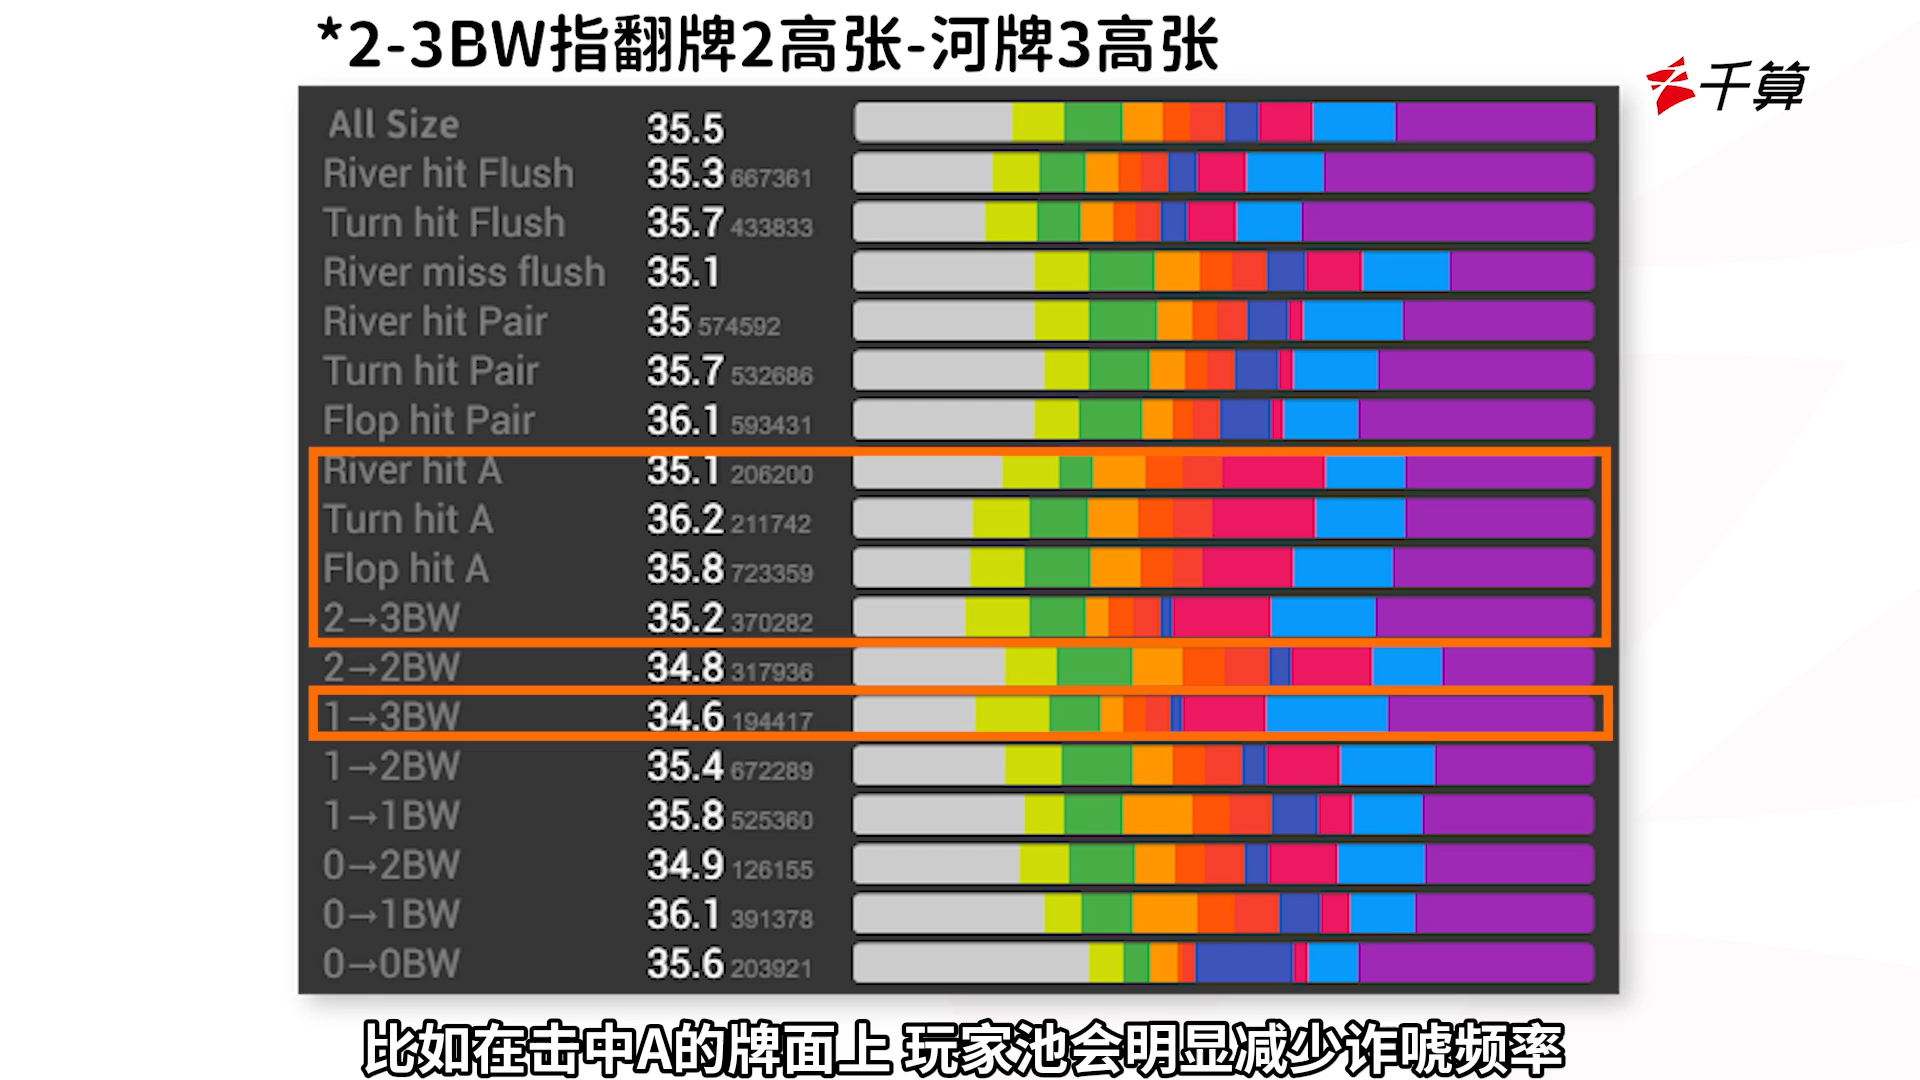 *2-3BW指翻牌2高张-河牌3高张
千算
All Size 35.5
River hit Flush 35.3 667361
Turn hit Flush 35.7 433833
River miss flush 35.1
River hit Pair 35 574592
Turn hit Pair 35.7 532686
Flop hit Pair 36.1 593431
River hit A 35.1 206200
Turn hit A 36.2 211742
Flop hit A 35.8 723359
2→3BW 35.2 370282
2→2BW 34.8 317936
1→3BW 34.6 194417
1→2BW 35.4 672289
1→1BW 35.8 525360
0→2BW 34.9 126155
0→1BW 36.1 391378
0→0BW 35.6 203921
比如在击中A的牌面上 玩家池会明显减少诈唬频率